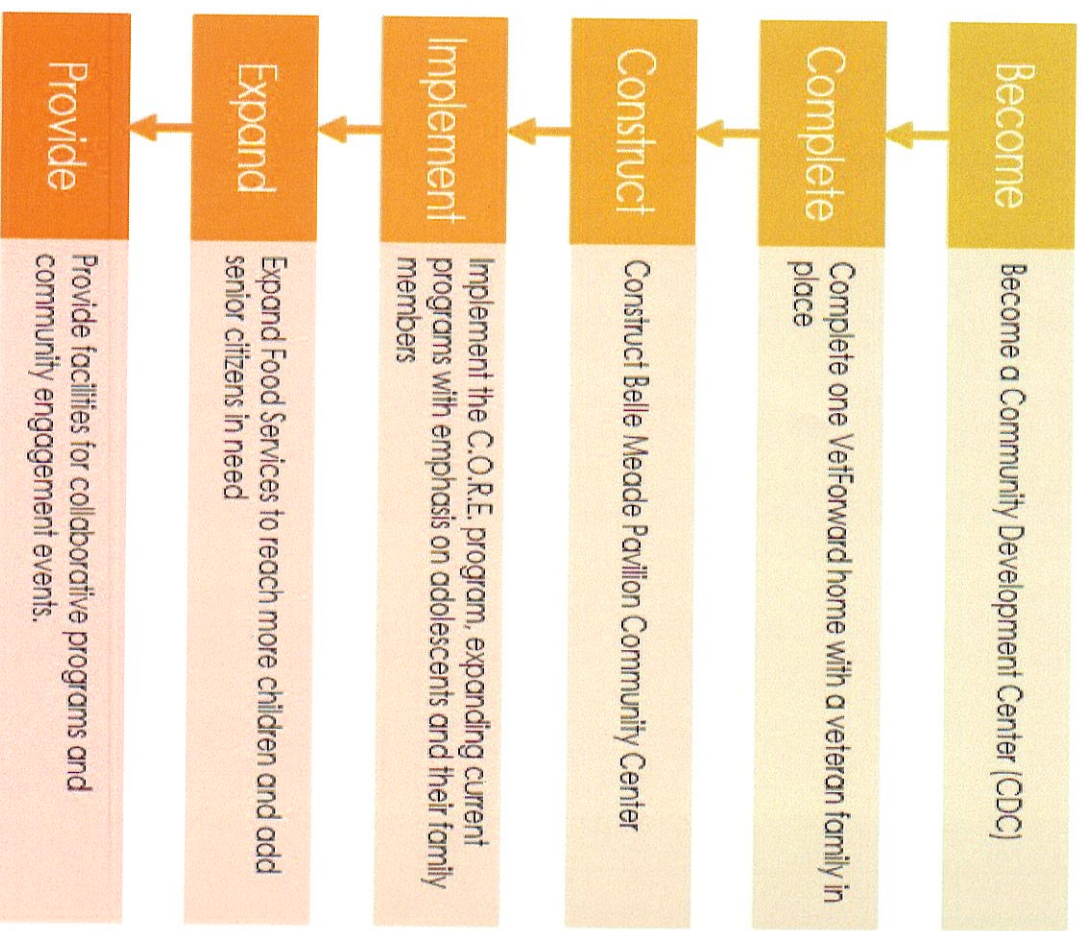 Become
Become a Community Development Center (CDC)
Complete
Complete one VetForward home with a veteran family in
place
Construct
Construct Belle Meade Pavilion Community Center
Implement
Implement the C.O.R.E. program, expanding current
programs with emphasis on adolescents and their family
members
Expand
Expand Food Services to reach more children and add
senior citizens in need
Provide
Provide facilities for collaborative programs and
community engagement events.